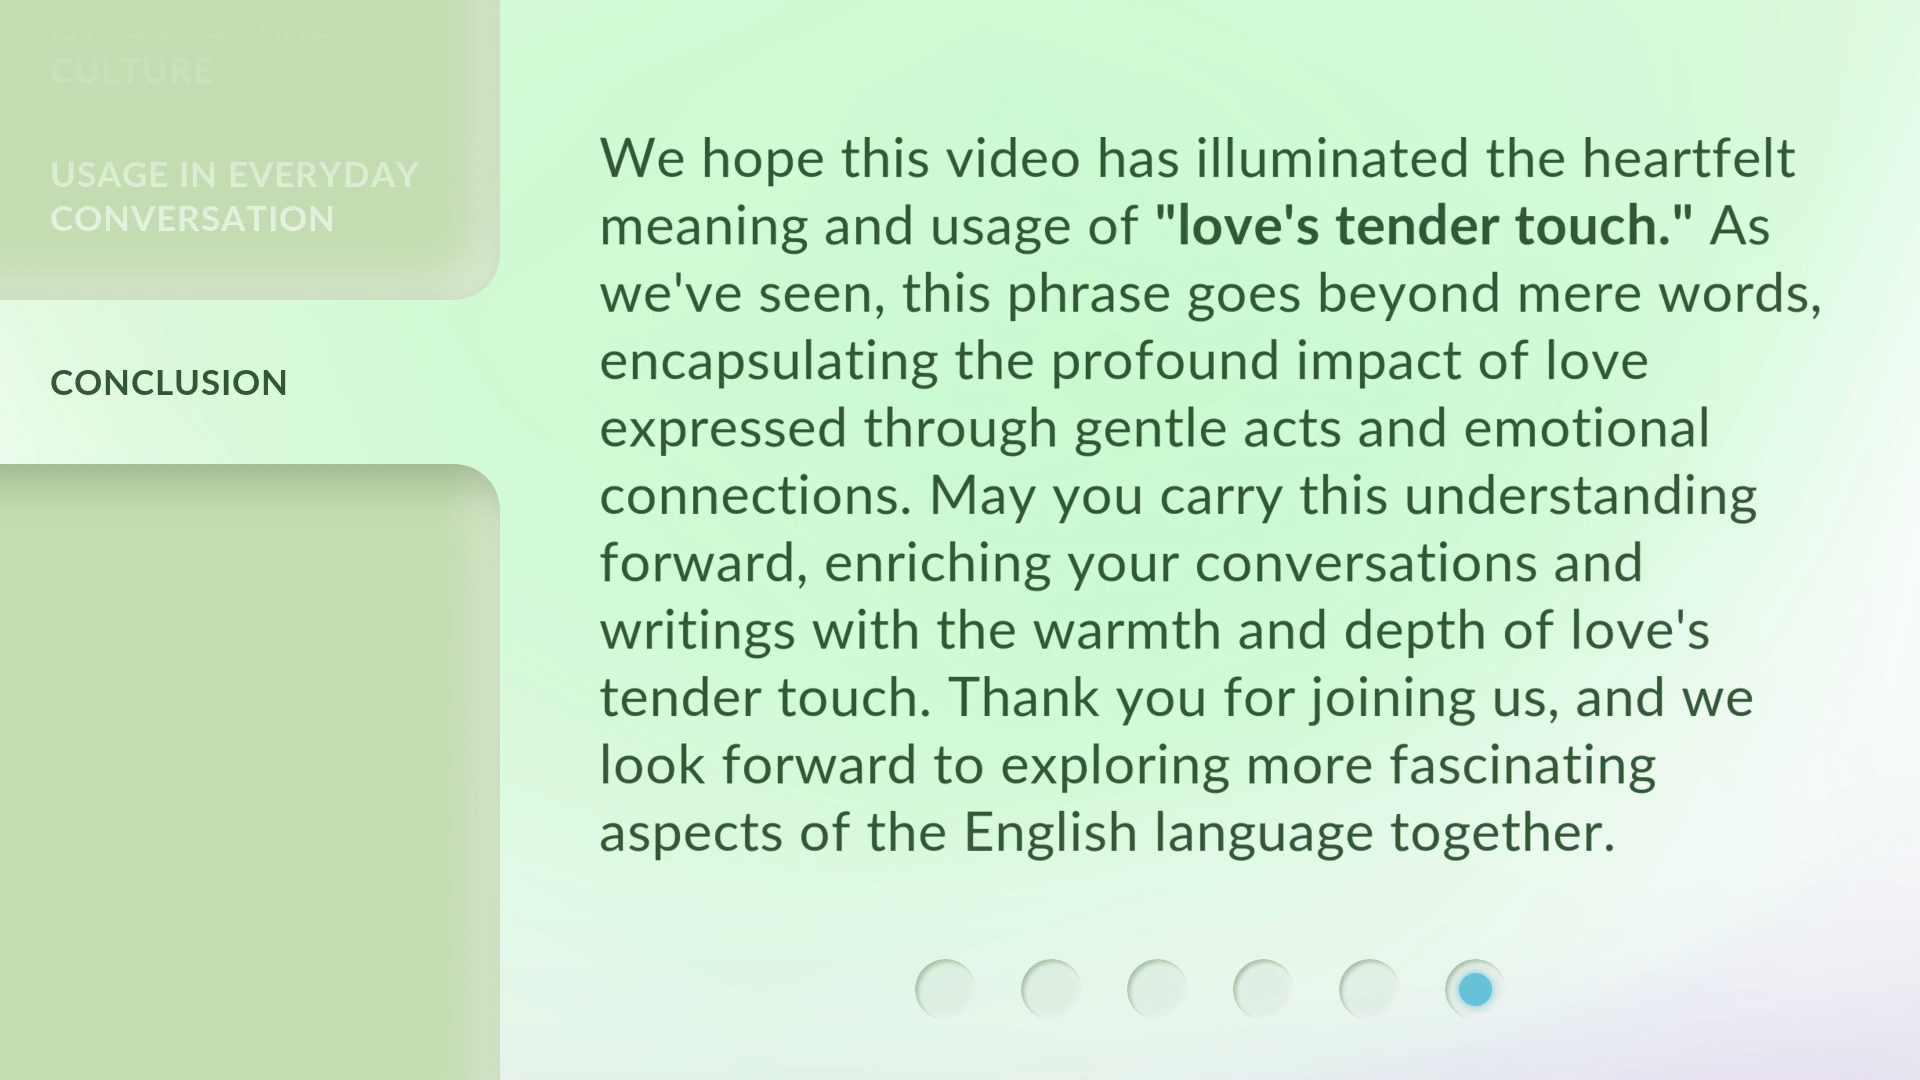 LANGUAGE AND
CULTURE
USAGE IN EVERYDAY
CONVERSATION
CONCLUSION
We hope this video has illuminated the heartfelt
meaning and usage of "love's tender touch." As
we've seen, this phrase goes beyond mere words,
encapsulating the profound impact of love
expressed through gentle acts and emotional
connections. May you carry this understanding
forward, enriching your conversations and
writings with the warmth and depth of love's
tender touch. Thank you for joining us, and we
look forward to exploring more fascinating
aspects of the English language together.